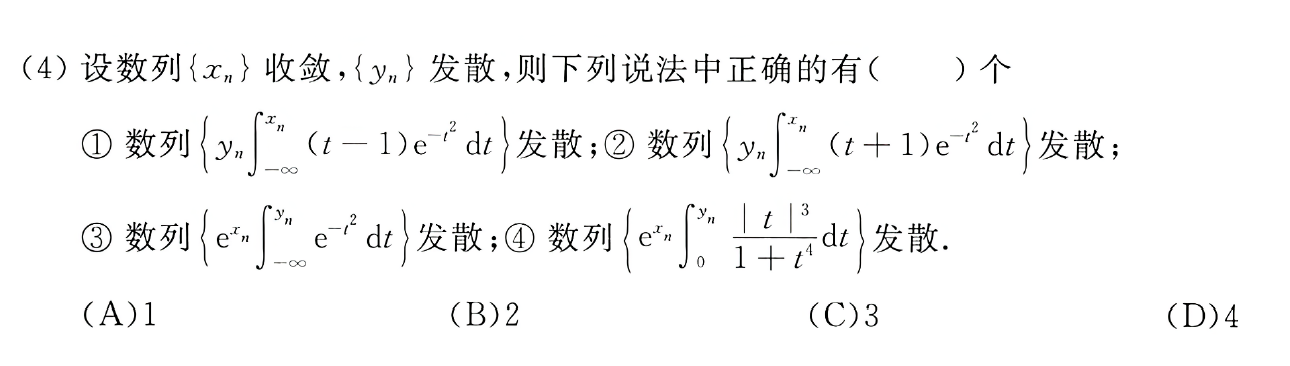 (4) 设数列{xₙ} 收敛,{yₙ} 发散,则下列说法中正确的有(　　)个
① 数列{yₙ∫_{-∞}^{xₙ}(t-1)e^{-t²}dt}发散;② 数列{yₙ∫_{-∞}^{xₙ}(t+1)e^{-t²}dt}发散;
③ 数列{e^{xₙ}∫_{-∞}^{yₙ}e^{-t²}dt}发散;④ 数列{e^{xₙ}∫_{0}^{yₙ}\frac{|t|³}{1+t⁴}dt}发散.
(A)1　(B)2　(C)3　(D)4